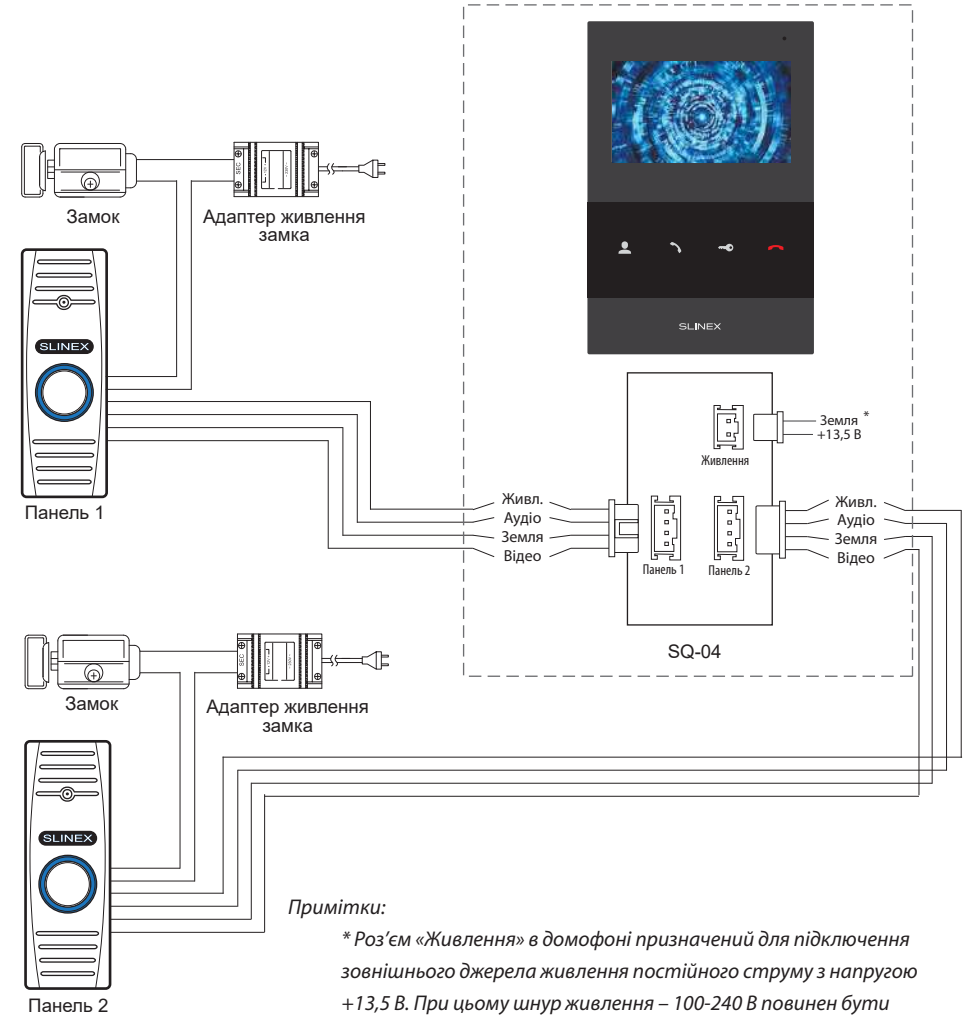 SLINEX
SEC
Замок
Адаптер живлення
замка
SLINEX
Земля *
+13,5 В
Живлення
Панель 1
Живл.
Аудіо
Земля
Відео
Панель 1
Панель 2
Живл.
Аудіо
Земля
Відео
SQ-04
SEC
Замок
Адаптер живлення
замка
SLINEX
Панель 2
Примітки:
* Роз’єм «Живлення» в домофоні призначений для підключення
зовнішнього джерела живлення постійного струму з напругою
+13,5 В. При цьому шнур живлення – 100-240 В повинен бути